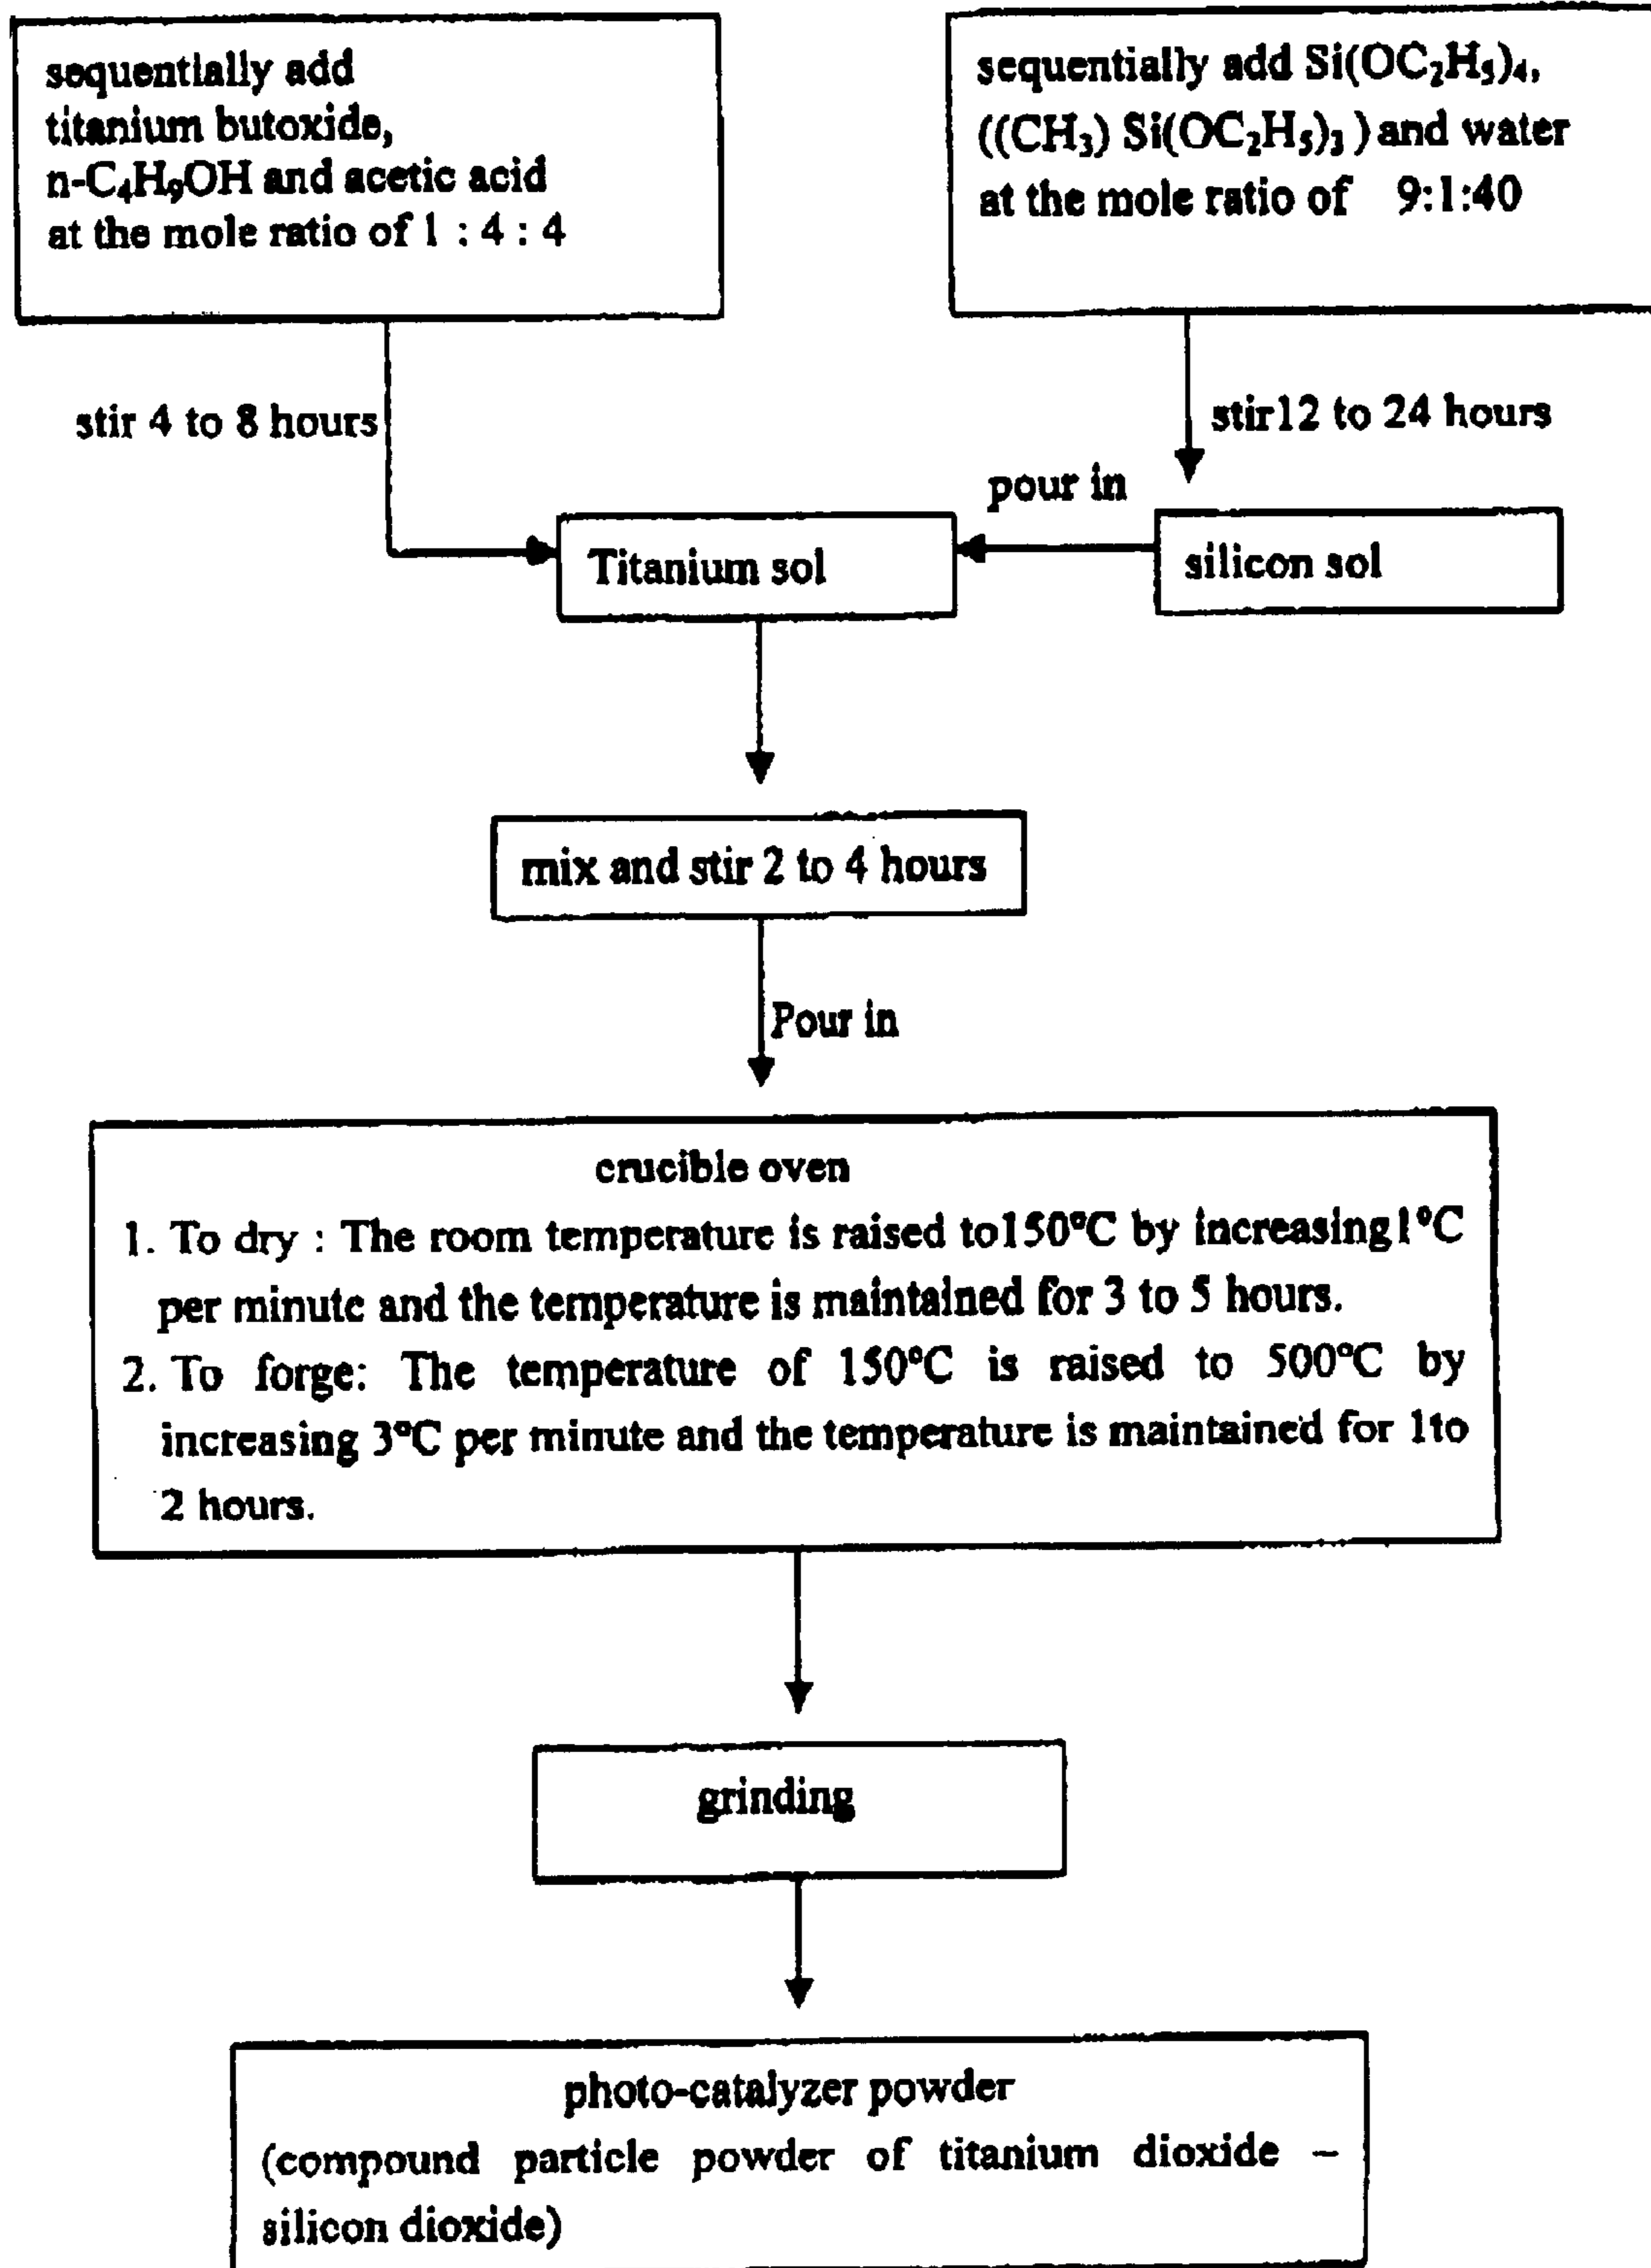 sequentially add
titanium butoxide,
n-C₄H₉OH and acetic acid
at the mole ratio of 1 : 4 : 4
sequentially add Si(OC₂H₅)₄,
((CH₃) Si(OC₂H₅)₃ ) and water
at the mole ratio of 9:1:40
stir 4 to 8 hours
stir12 to 24 hours
pour in
Titanium sol
silicon sol
mix and stir 2 to 4 hours
Pour in
crucible oven
1. To dry : The room temperature is raised to150°C by increasing1°C
per minute and the temperature is maintained for 3 to 5 hours.
2. To forge: The temperature of 150°C is raised to 500°C by
increasing 3°C per minute and the temperature is maintained for 1to
2 hours.
grinding
photo-catalyzer powder
(compound particle powder of titanium dioxide –
silicon dioxide)